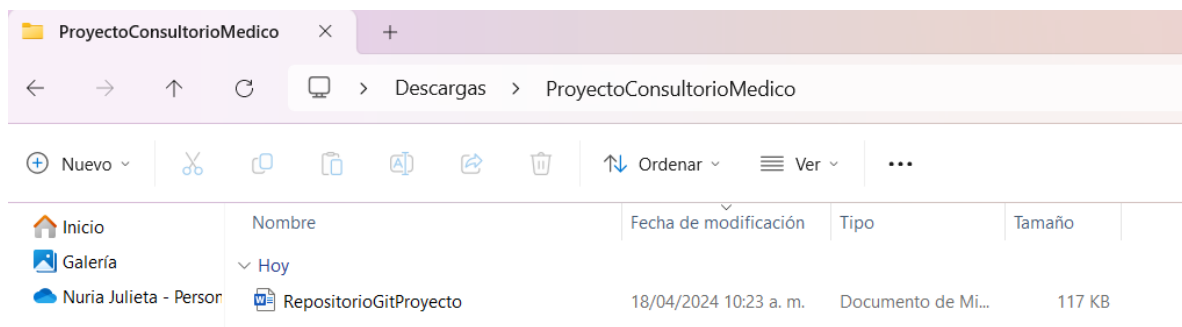 ProyectoConsultorioMedico
Descargas > ProyectoConsultorioMedico
Nuevo Ordenar Ver
Inicio Nombre Fecha de modificación Tipo Tamaño
Galería Hoy
Nuria Julieta - Person RepositorioGitProyecto 18/04/2024 10:23 a. m. Documento de Mi... 117 KB